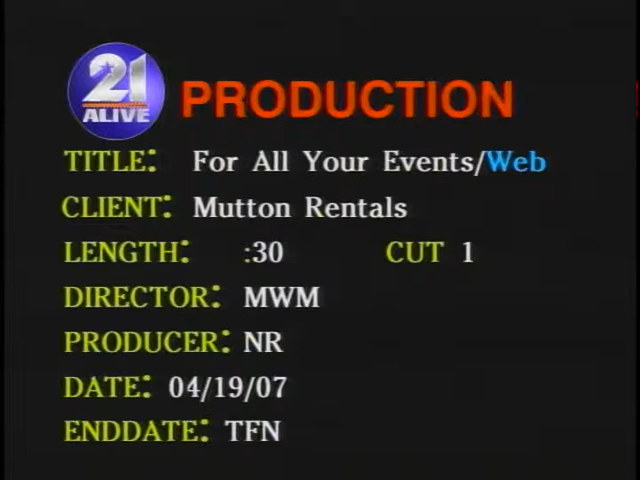 21
ALIVE
PRODUCTION
TITLE: For All Your Events/Web
CLIENT: Mutton Rentals
LENGTH: :30 CUT 1
DIRECTOR: MWM
PRODUCER: NR
DATE: 04/19/07
ENDDATE: TFN